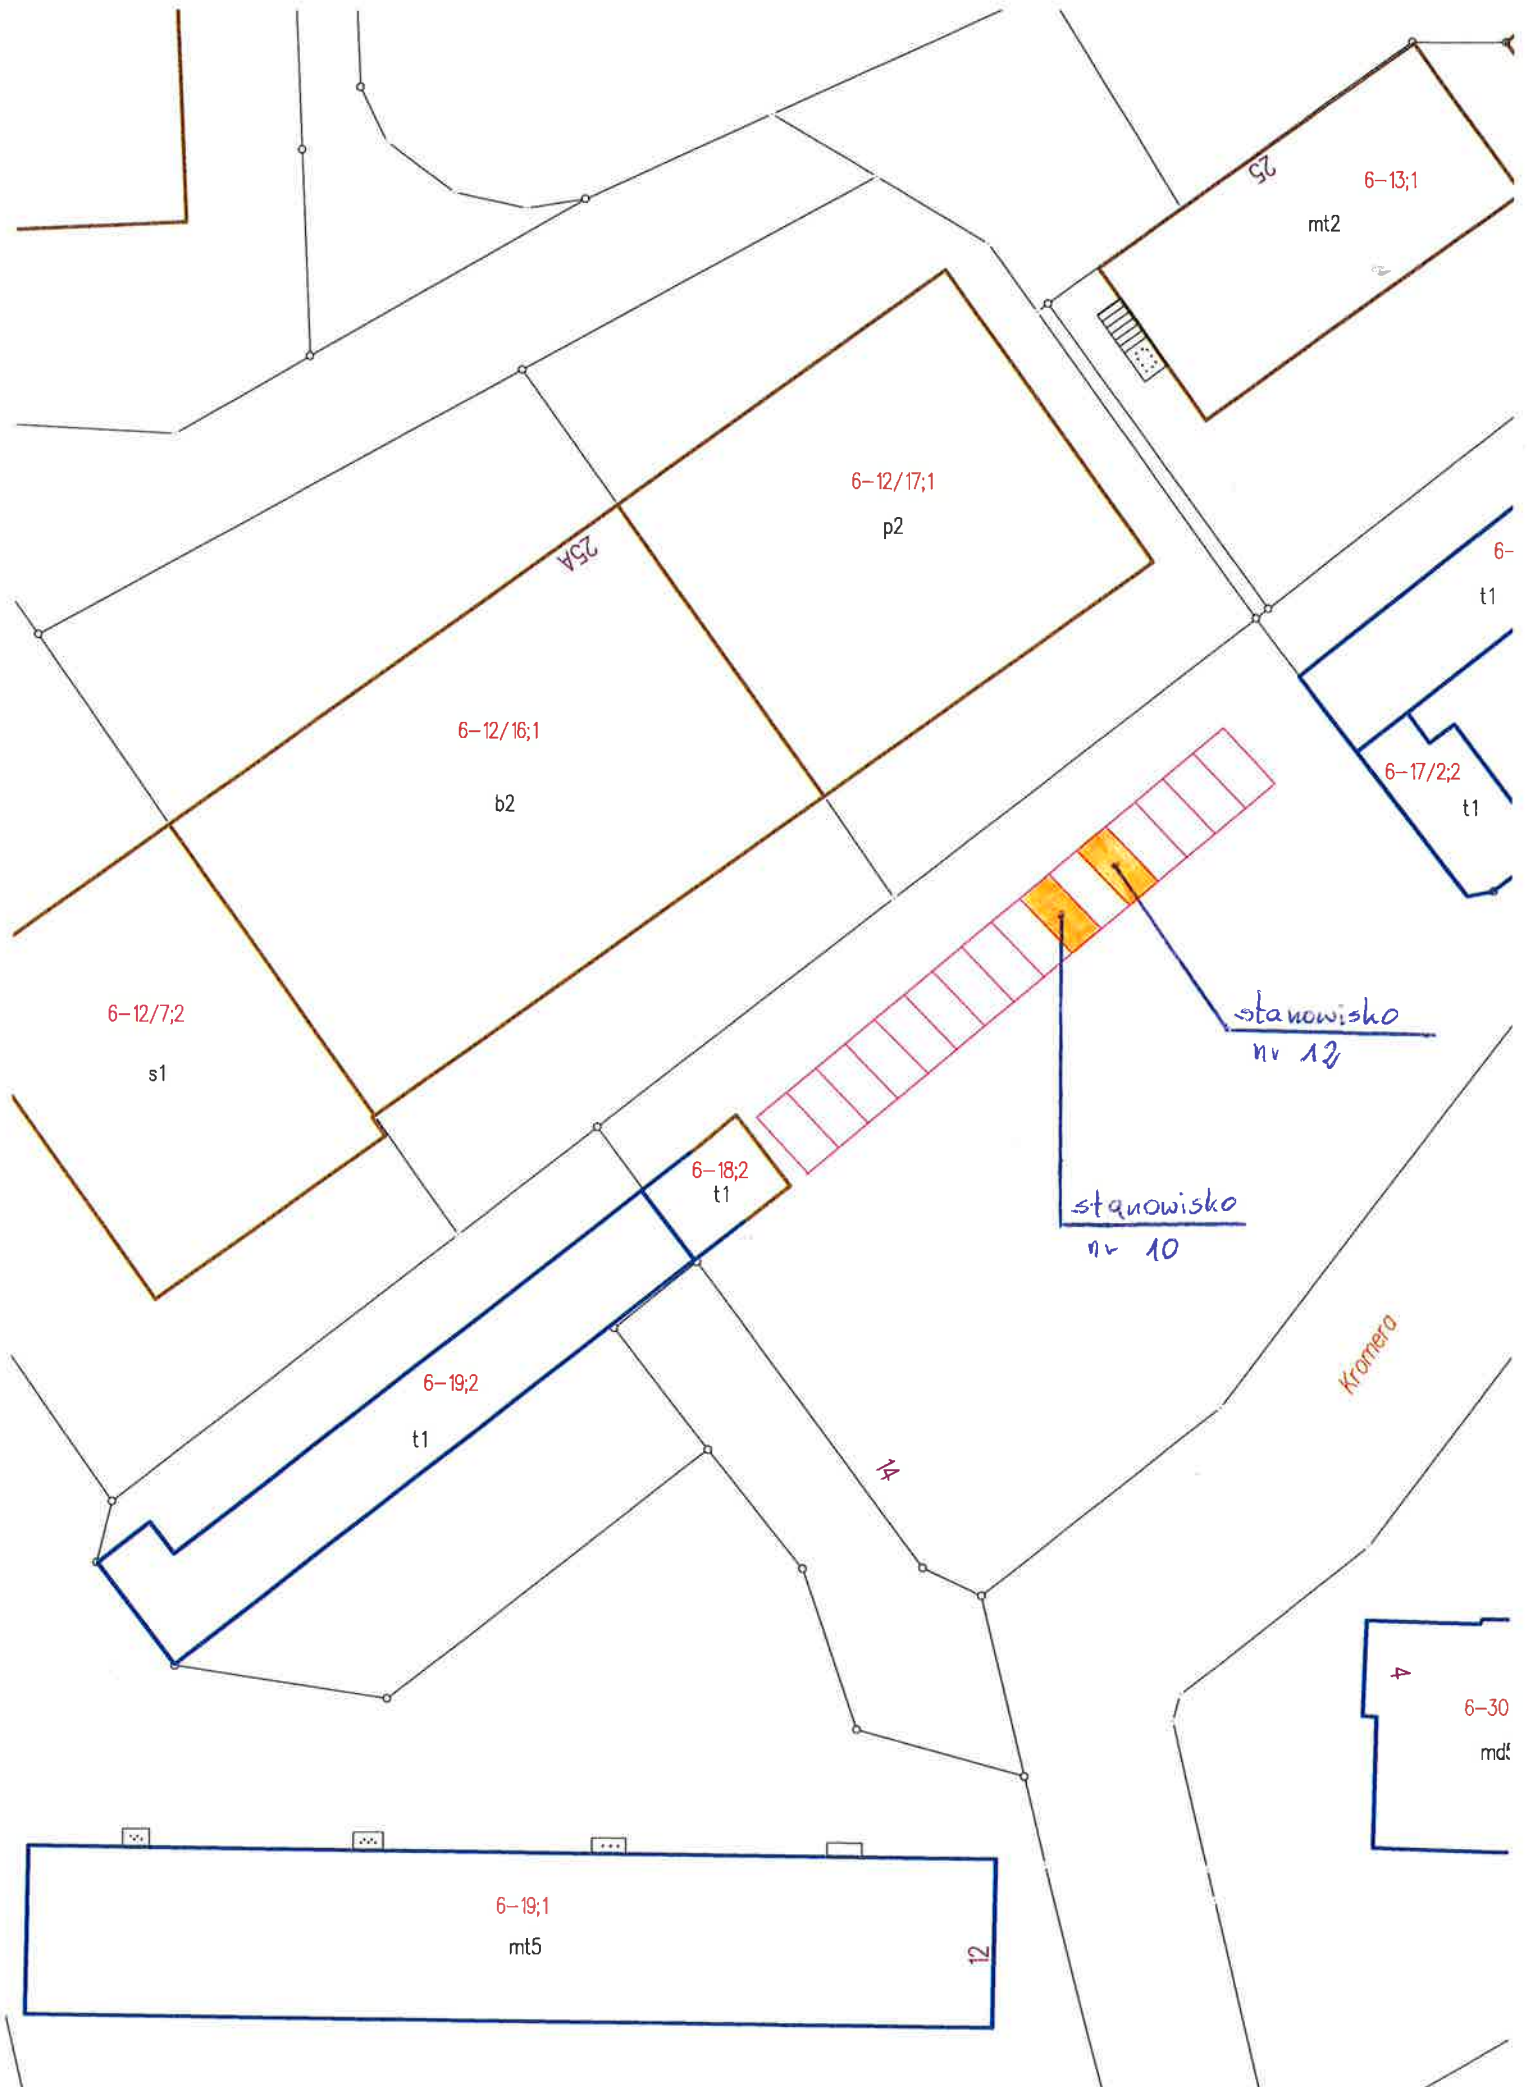 25
6-13;1
mt2
6-12/17;1
p2
25A
6-
t1
6-12/16;1
b2
6-17/2;2
t1
6-12/7;2
s1
stanowisko
nr 12
6-18;2
t1
stanowisko
nr 10
Kromera
6-19;2
t1
14
4
6-30
6-19;1
mt5
12